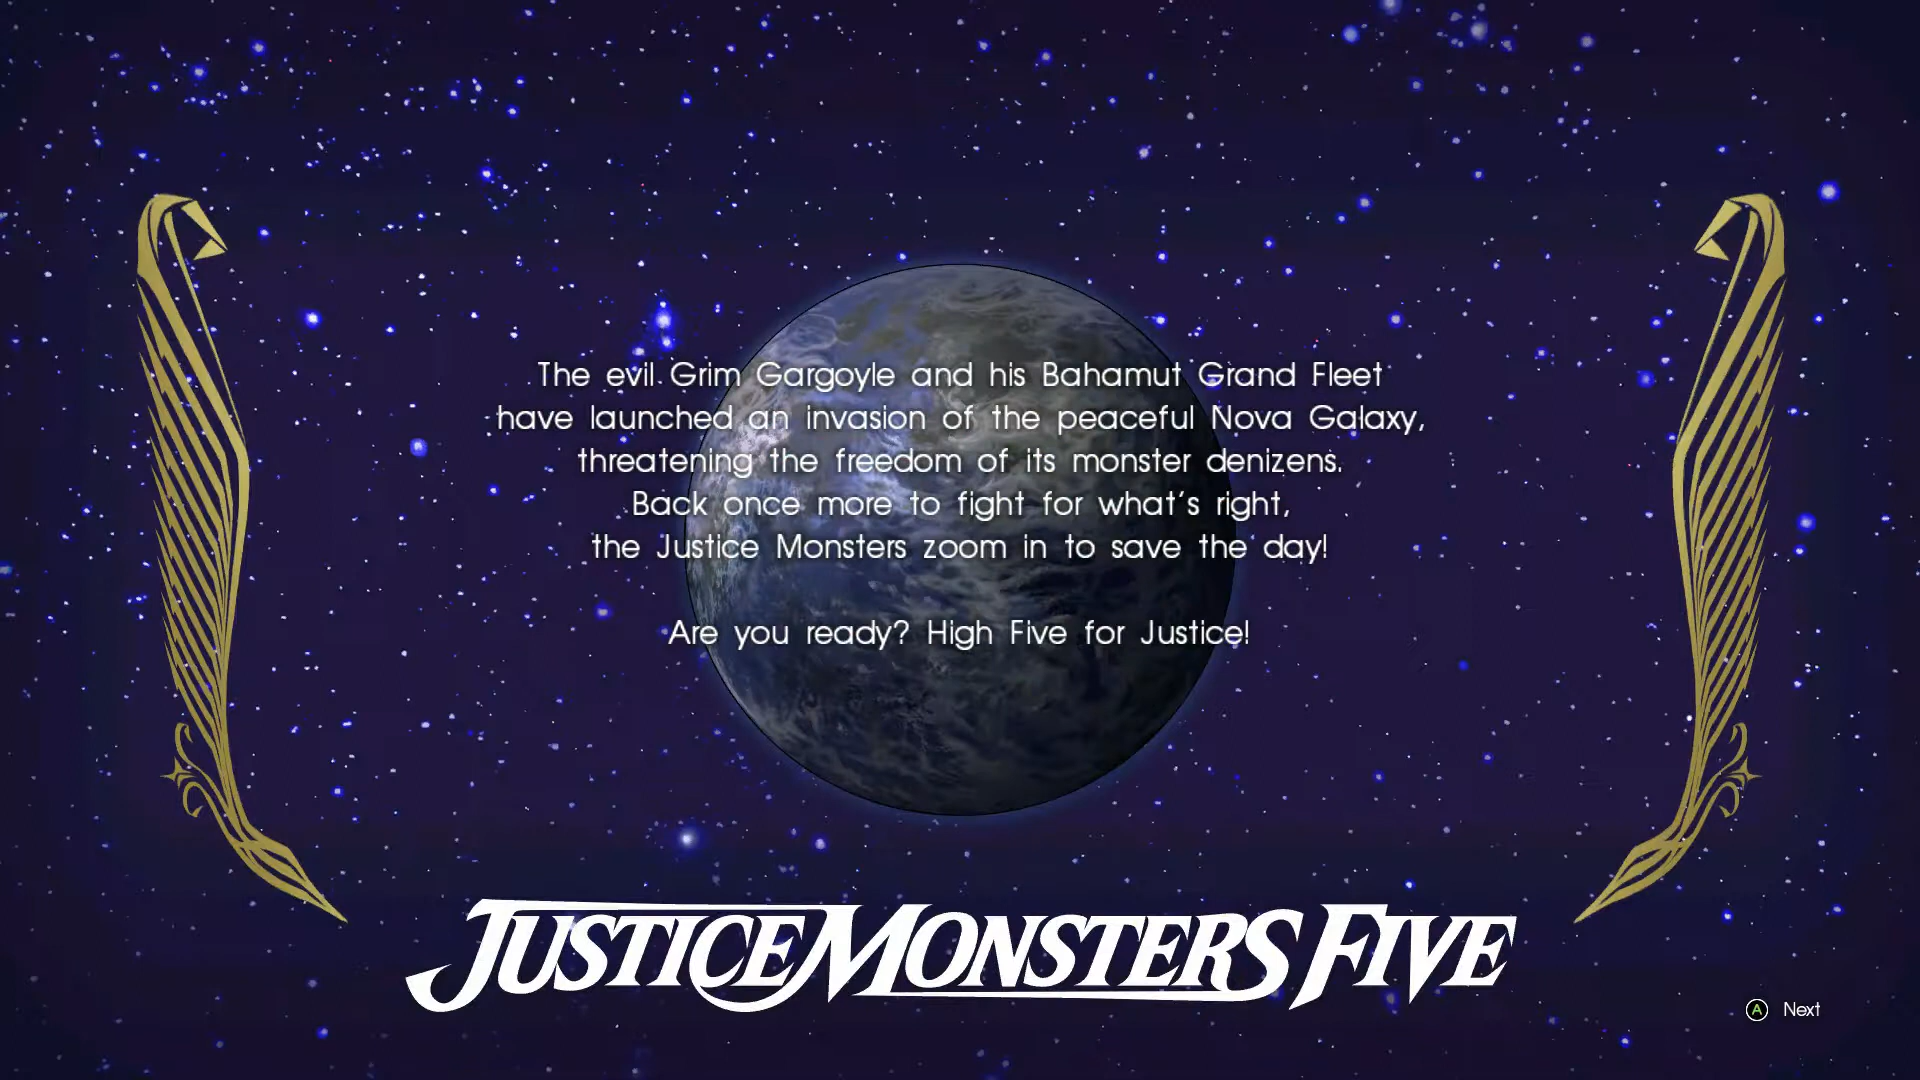 The evil Grim Gargoyle and his Bahamut Grand Fleet
have launched an invasion of the peaceful Nova Galaxy,
threatening the freedom of its monster denizens.
Back once more to fight for what's right,
the Justice Monsters zoom in to save the day!
Are you ready? High Five for Justice!
JUSTICE MONSTERS FIVE
A Next